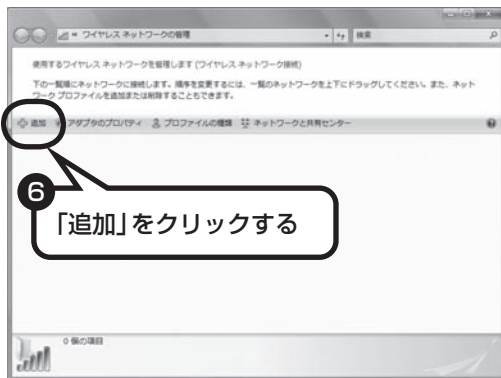 ワイヤレス ネットワークの管理
検索
使用するワイヤレス ネットワークを管理します (ワイヤレス ネットワーク接続)
下の一覧順にネットワークに接続します。順序を変更するには、一覧のネットワークを上下にドラッグしてください。また、ネット
ワーク プロファイルを追加または削除することもできます。
追加 アダプタのプロパティ プロファイルの種類 ネットワークと共有センター
6
「追加」をクリックする
0 個の項目